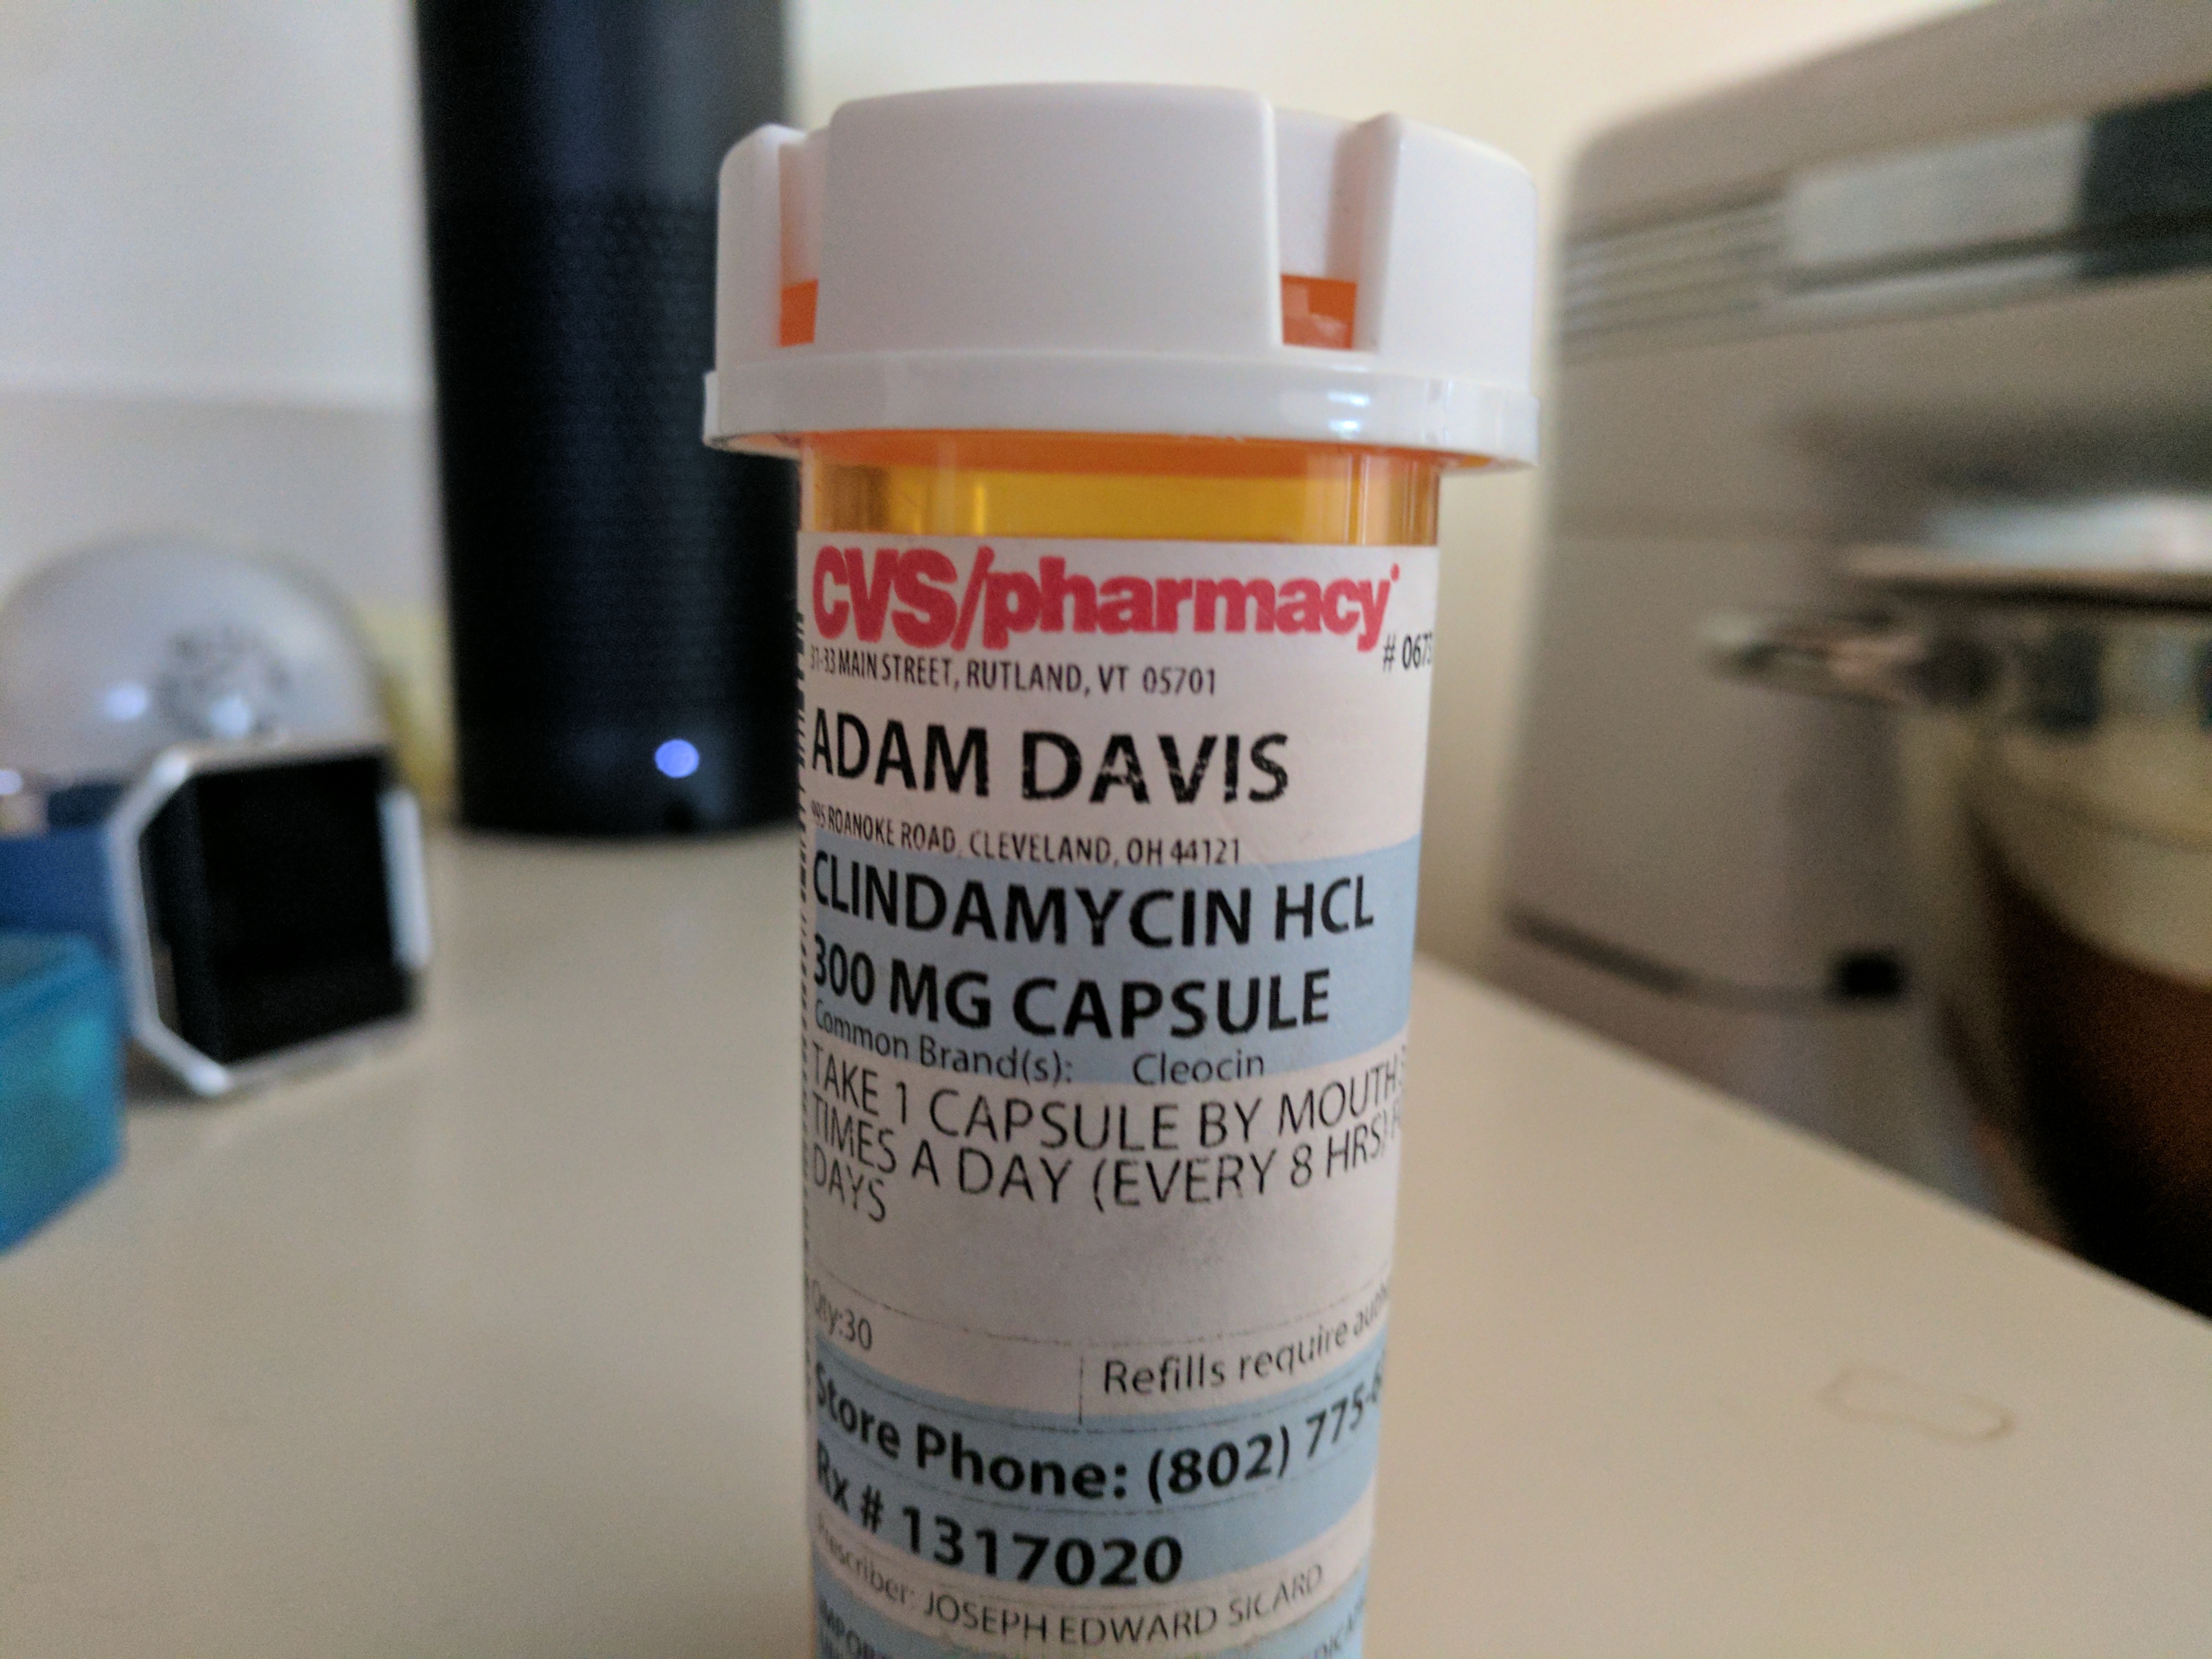 CVS/pharmacy
31-33 MAIN STREET, RUTLAND, VT 05701
ADAM DAVIS
ROANOKE ROAD, CLEVELAND, OH 44121
CLINDAMYCIN HCL
300 MG CAPSULE
Common Brand(s): Cleocin
TAKE 1 CAPSULE BY MOUTH
TIMES A DAY (EVERY 8 HRS)
DAYS
Qty:30
Refills require
Store Phone: (802)
Rx # 1317020
Prescriber: JOSEPH EDWARD SICARD